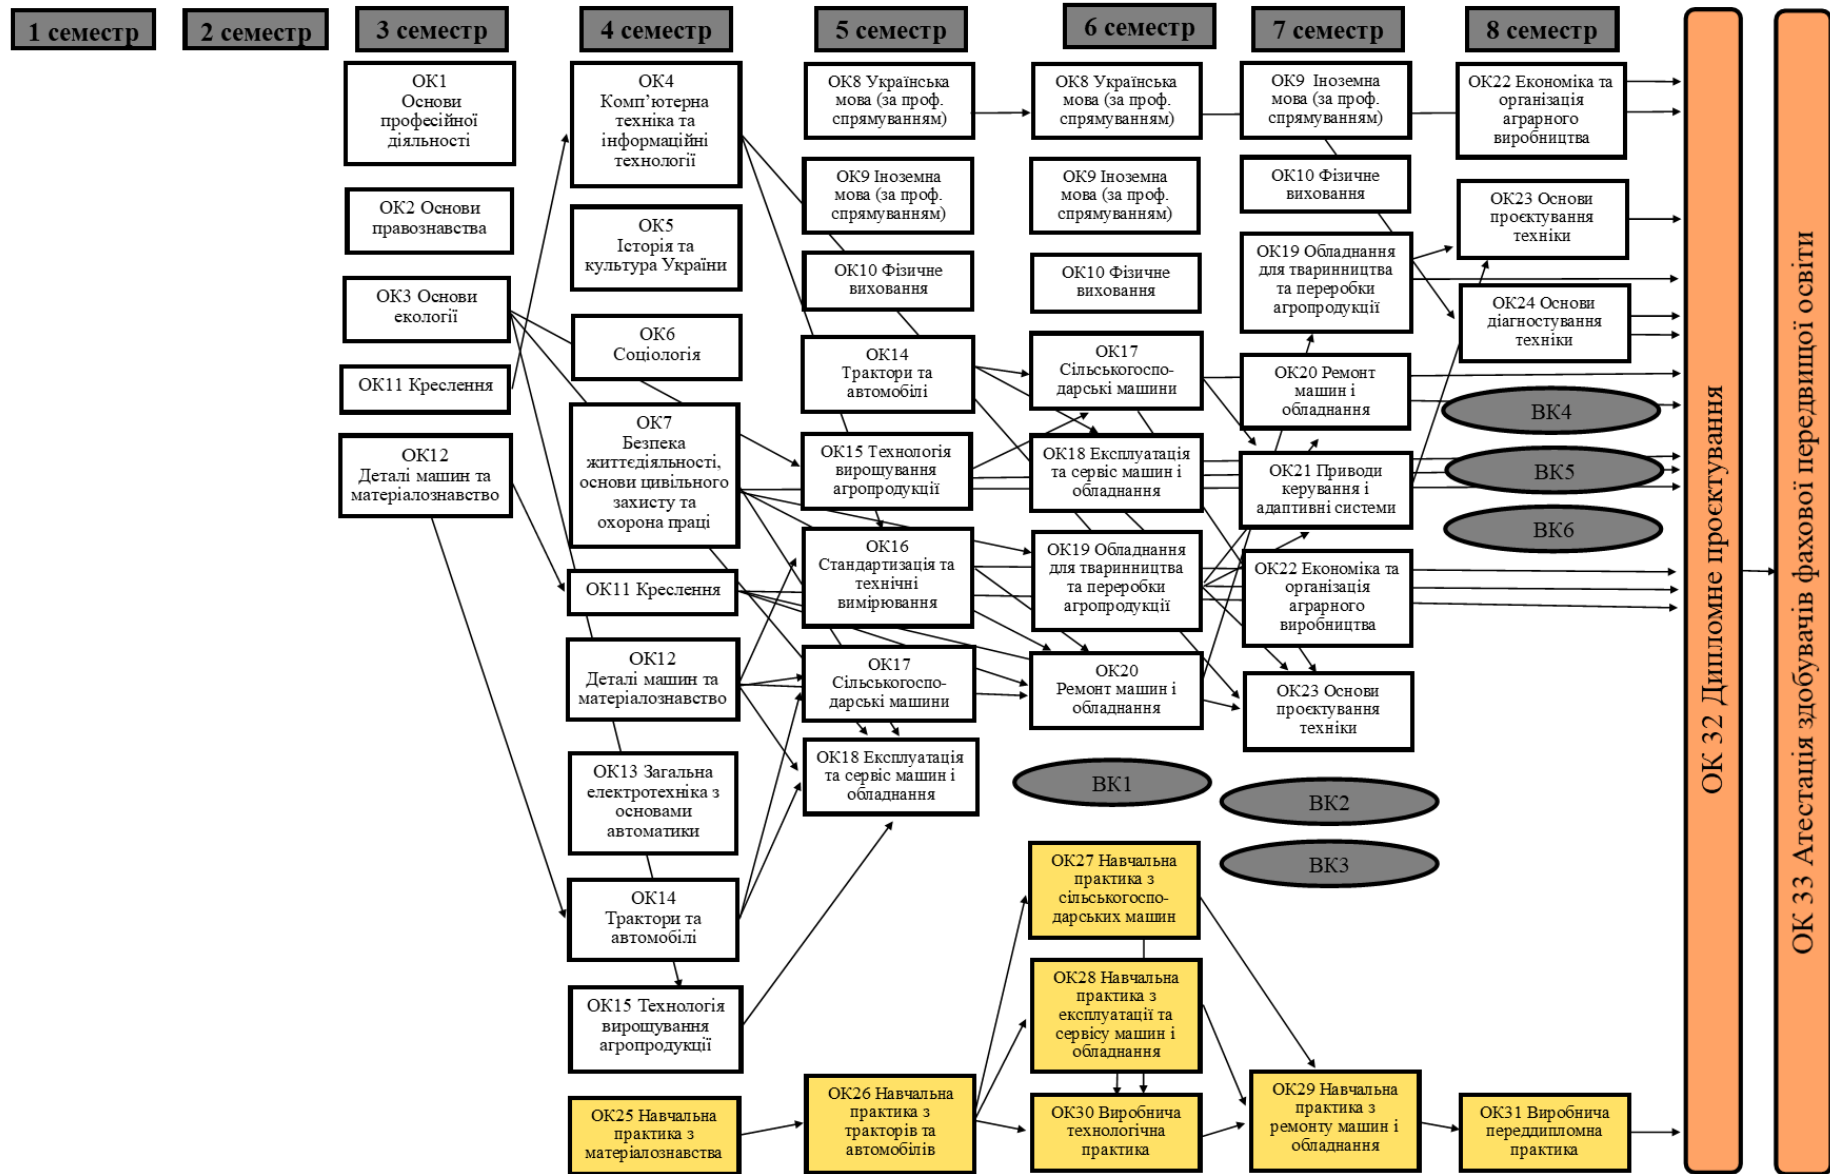 1 семестр
2 семестр
3 семестр
4 семестр
5 семестр
6 семестр
7 семестр
8 семестр
ОК1
Основи
професійної
діяльності
ОК2 Основи
правознавства
ОК3 Основи
екології
ОК11 Креслення
ОК12
Деталі машин та
матеріалознавство
ОК4
Комп’ютерна
техніка та
інформаційні
технології
ОК5
Історія та
культура України
ОК6
Соціологія
ОК7
Безпека
життєдіяльності,
основи цивільного
захисту та
охорона праці
ОК11 Креслення
ОК12
Деталі машин та
матеріалознавство
ОК13 Загальна
електротехніка з
основами
автоматики
ОК14
Трактори та
автомобілі
ОК15 Технологія
вирощування
агропродукції
ОК25 Навчальна
практика з
матеріалознавства
ОК8 Українська
мова (за проф.
спрямуванням)
ОК9 Іноземна
мова (за проф.
спрямуванням)
ОК10 Фізичне
виховання
ОК14
Трактори та
автомобілі
ОК15 Технологія
вирощування
агропродукції
ОК16
Стандартизація та
технічні
вимірювання
ОК17
Сільськогоспо-
дарські машини
ОК18 Експлуатація
та сервіс машин і
обладнання
ОК26 Навчальна
практика з
тракторів та
автомобілів
ОК8 Українська
мова (за проф.
спрямуванням)
ОК9 Іноземна
мова (за проф.
спрямуванням)
ОК10 Фізичне
виховання
ОК17
Сільськогоспо-
дарські машини
ОК18 Експлуатація
та сервіс машин і
обладнання
ОК19 Обладнання
для тваринництва
та переробки
агропродукції
ОК20
Ремонт машин і
обладнання
ВК1
ОК27 Навчальна
практика з
сільськогоспо-
дарських машин
ОК28 Навчальна
практика з
експлуатації та
сервісу машин і
обладнання
ОК30 Виробнича
технологічна
практика
ОК9 Іноземна
мова (за проф.
спрямуванням)
ОК10 Фізичне
виховання
ОК19 Обладнання
для тваринництва
та переробки
агропродукції
ОК20 Ремонт
машин і
обладнання
ОК21 Приводи
керування і
адаптивні системи
ОК22 Економіка та
організація
аграрного
виробництва
ОК23 Основи
проєктування
техніки
ВК2
ВК3
ОК29 Навчальна
практика з
ремонту машин і
обладнання
ОК22 Економіка та
організація
аграрного
виробництва
ОК23 Основи
проєктування
техніки
ОК24 Основи
діагностування
техніки
ВК4
ВК5
ВК6
ОК31 Виробнича
переддипломна
практика
ОК 32 Дипломне проєктування
ОК 33 Атестація здобувачів фахової передвищої освіти